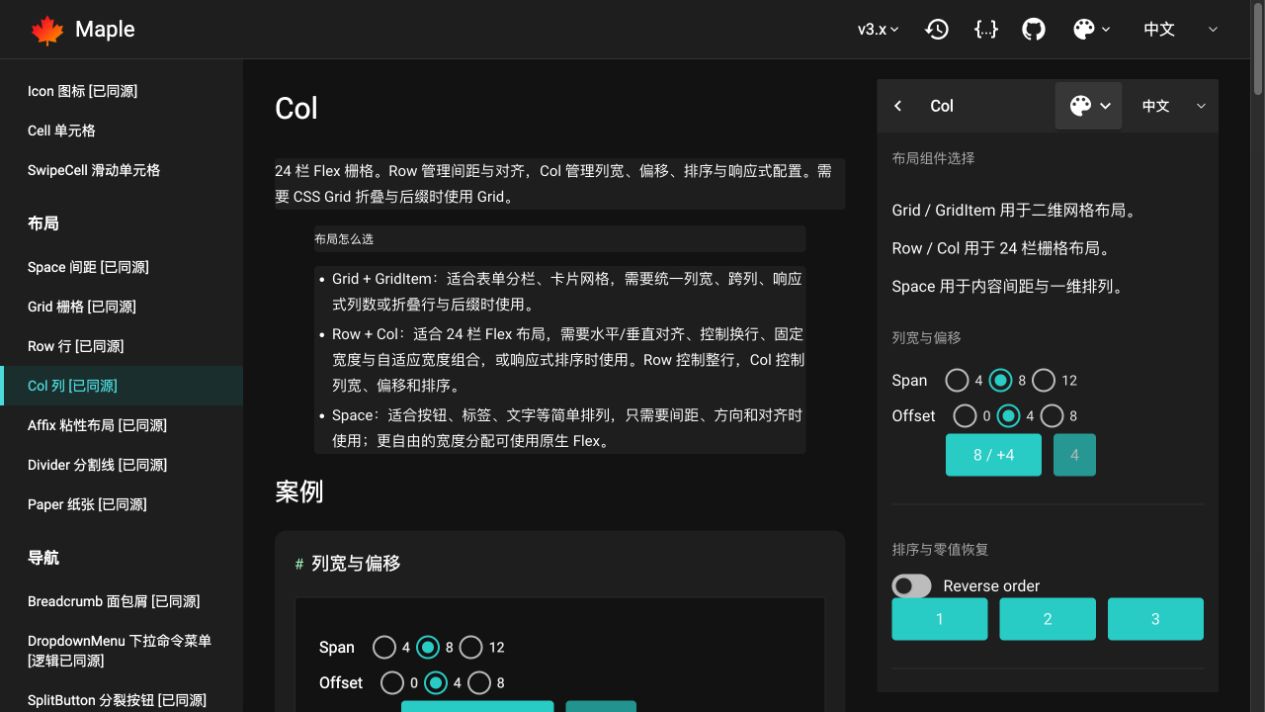 Maple
v3.x
{...}
中文
Icon 图标 [已同源]
Cell 单元格
SwipeCell 滑动单元格
布局
Space 间距 [已同源]
Grid 栅格 [已同源]
Row 行 [已同源]
Col 列 [已同源]
Affix 粘性布局 [已同源]
Divider 分割线 [已同源]
Paper 纸张 [已同源]
导航
Breadcrumb 面包屑 [已同源]
DropdownMenu 下拉命令菜单
[逻辑已同源]
SplitButton 分裂按钮 [已同源]
Col
24 栏 Flex 栅格。Row 管理间距与对齐，Col 管理列宽、偏移、排序与响应式配置。需
要 CSS Grid 折叠与后缀时使用 Grid。
布局怎么选
• Grid + GridItem：适合表单分栏、卡片网格，需要统一列宽、跨列、响应
式列数或折叠行与后缀时使用。
• Row + Col：适合 24 栏 Flex 布局，需要水平/垂直对齐、控制换行、固定
宽度与自适应宽度组合，或响应式排序时使用。Row 控制整行，Col 控制
列宽、偏移和排序。
• Space：适合按钮、标签、文字等简单排列，只需要间距、方向和对齐时
使用；更自由的宽度分配可使用原生 Flex。
案例
# 列宽与偏移
Span 4 8 12
Offset 0 4 8
Col
中文
布局组件选择
Grid / GridItem 用于二维网格布局。
Row / Col 用于 24 栏栅格布局。
Space 用于内容间距与一维排列。
列宽与偏移
Span 4 8 12
Offset 0 4 8
8 / +4 4
排序与零值恢复
Reverse order
1 2 3